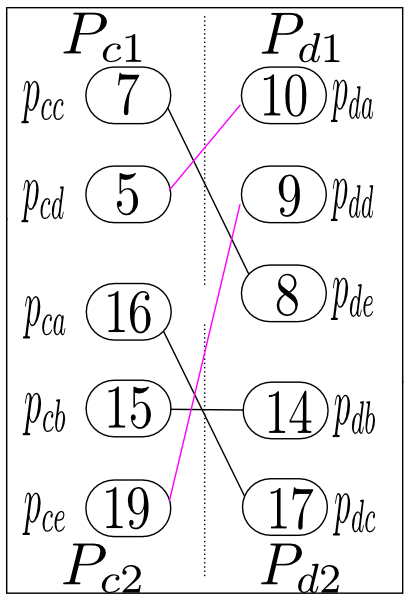 P_{c1} P_{d1}
p_{cc} 7 10 p_{da}
p_{cd} 5 9 p_{dd}
8 p_{de}
p_{ca} 16
p_{cb} 15 14 p_{db}
p_{ce} 19 17 p_{dc}
P_{c2} P_{d2}